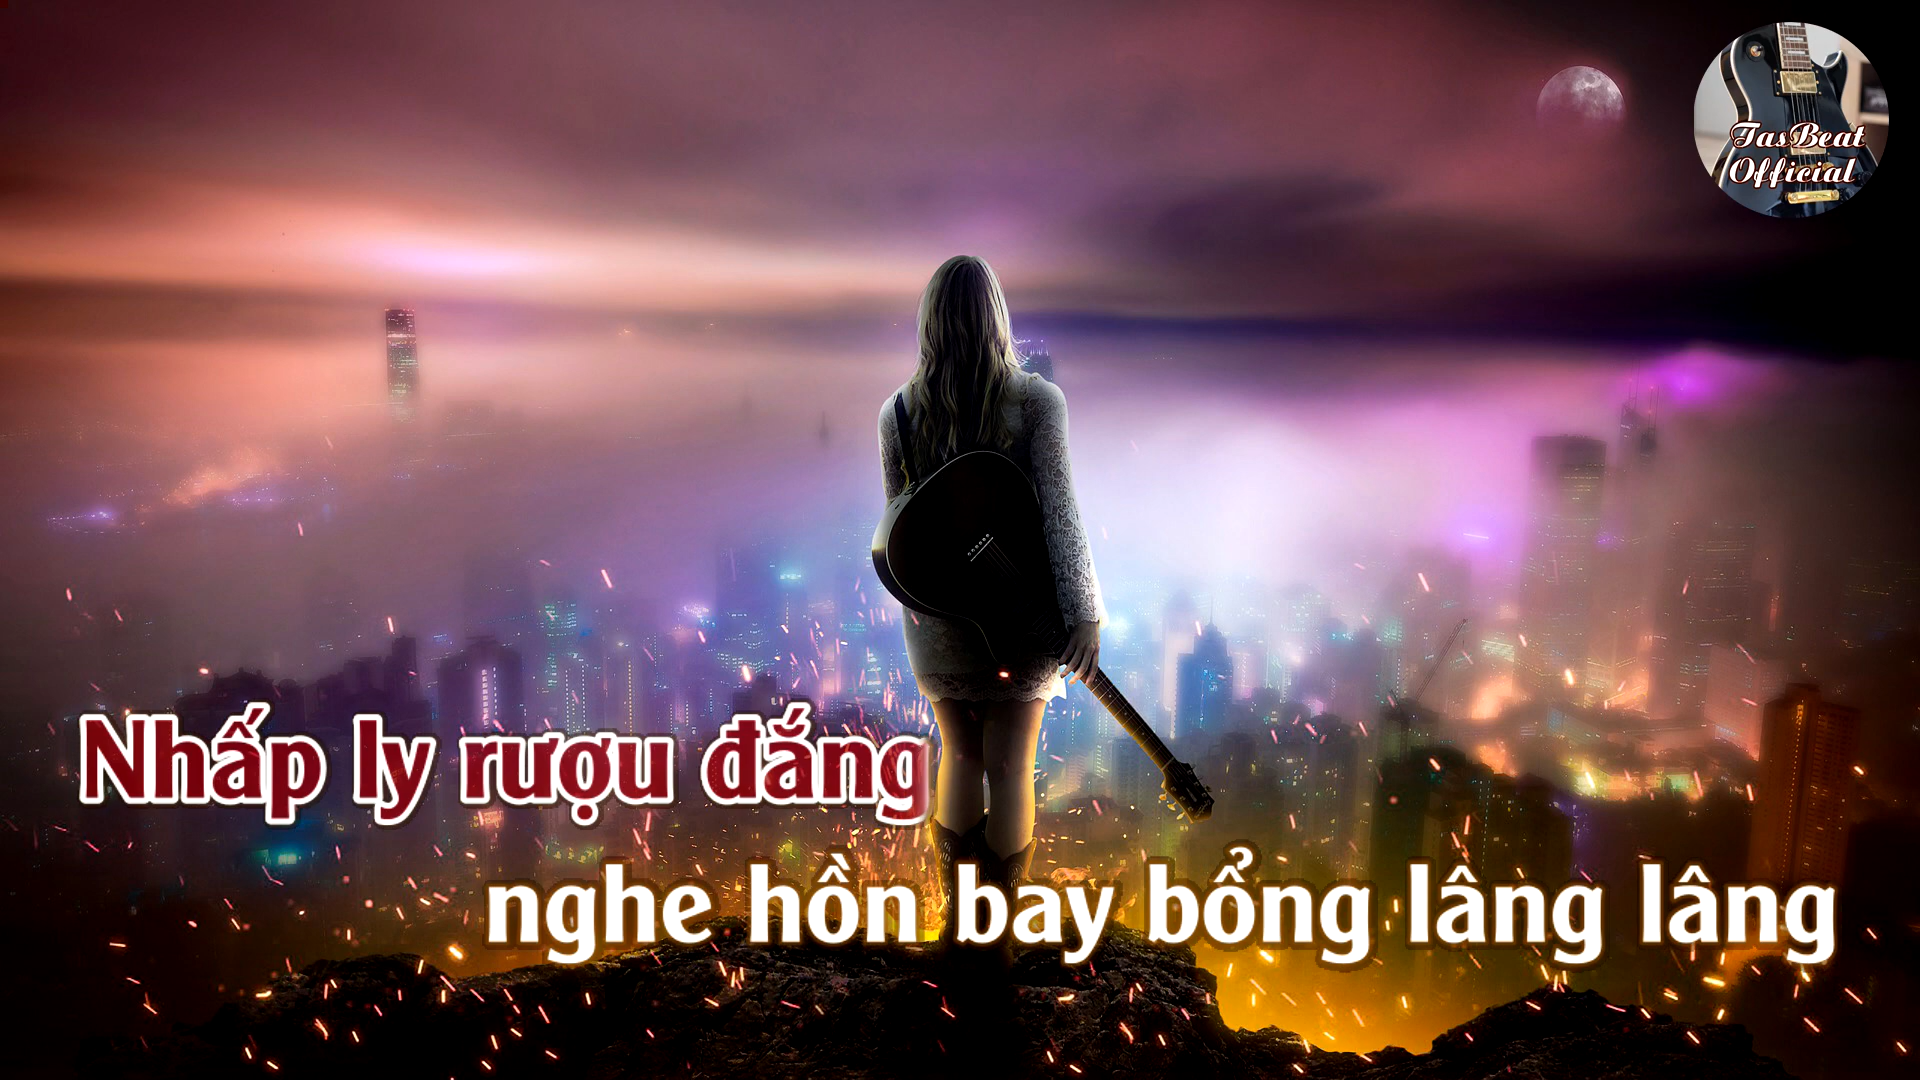 TasBeat
Official
Nhấp ly rượu đắng
nghe hồn bay bổng lâng lâng